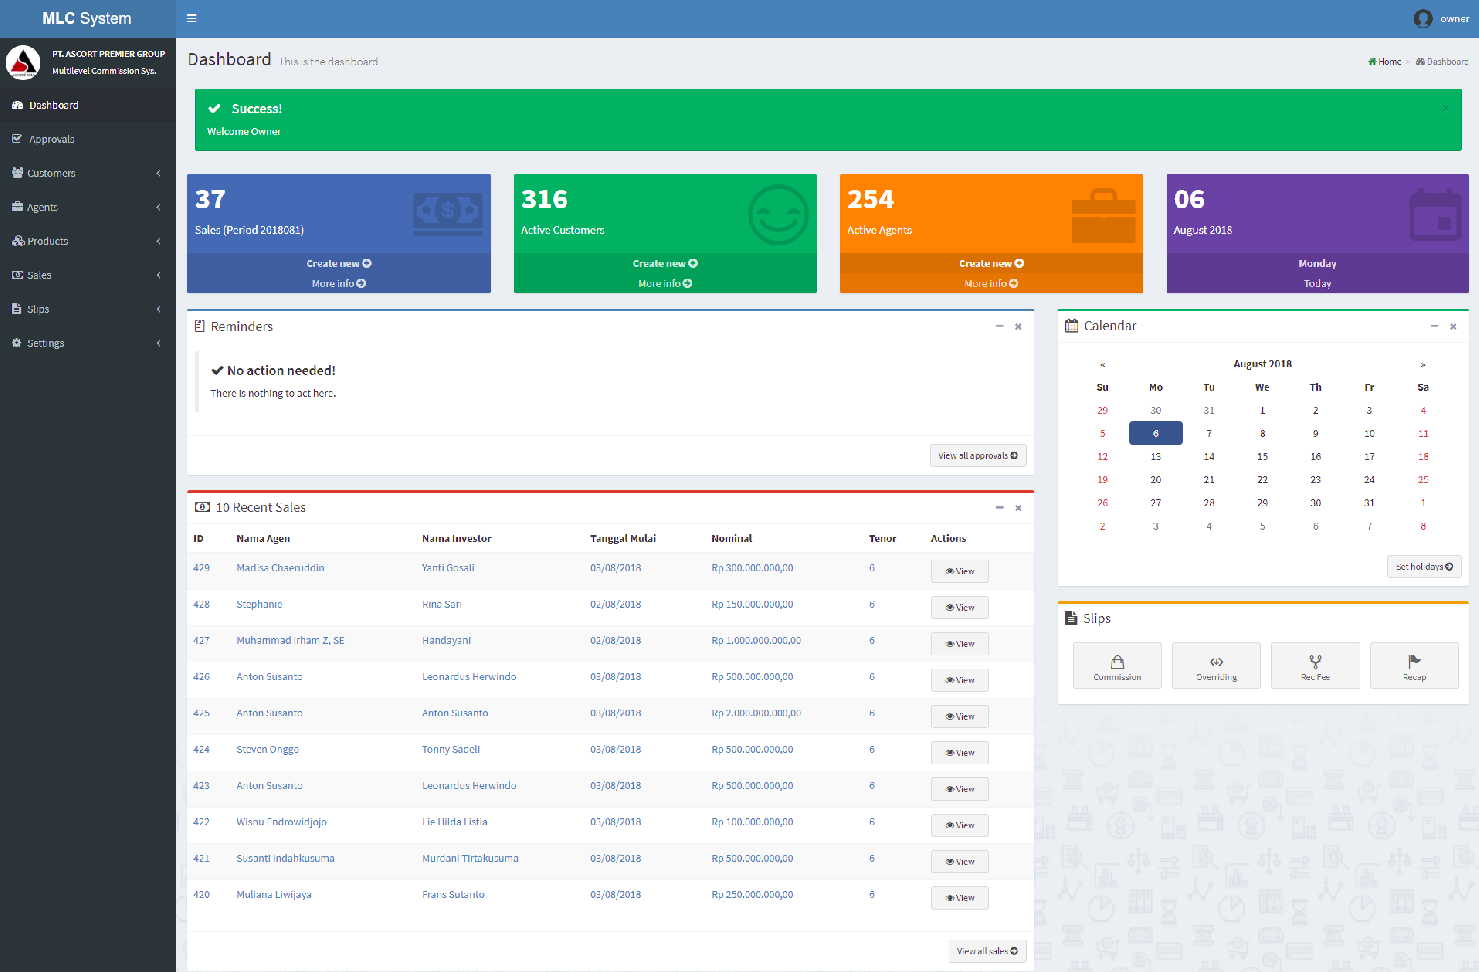 MLC System
owner
PT. ASCORT PREMIER GROUP
Multilevel Commission Sys.
Dashboard
Approvals
Customers
Agents
Products
Sales
Slips
Settings
Dashboard This is the dashboard
Home > Dashboard
Success!
×
Welcome Owner
37
Sales (Period 2018081)
Create new
More info
316
Active Customers
Create new
More info
254
Active Agents
Create new
More info
06
August 2018
Monday
Today
Reminders
No action needed!
There is nothing to act here.
View all approvals
10 Recent Sales
ID Nama Agen Nama Investor Tanggal Mulai Nominal Tenor Actions
429 Marlisa Chaeruddin Yanti Gosali 03/08/2018 Rp 300.000.000,00 6 View
428 Stephanie Rina Sari 02/08/2018 Rp 150.000.000,00 6 View
427 Muhammad Irham Z, SE Handayani 02/08/2018 Rp 1.000.000.000,00 6 View
426 Anton Susanto Leonardus Herwindo 03/08/2018 Rp 500.000.000,00 6 View
425 Anton Susanto Anton Susanto 03/08/2018 Rp 2.000.000.000,00 6 View
424 Steven Onggo Tonny Sadeli 03/08/2018 Rp 500.000.000,00 6 View
423 Anton Susanto Leonardus Herwindo 03/08/2018 Rp 500.000.000,00 6 View
422 Wisnu Endrowidjojo Lie Hilda Listia 03/08/2018 Rp 100.000.000,00 6 View
421 Susanti Indahkusuma Murdani Tirtakusuma 03/08/2018 Rp 500.000.000,00 6 View
420 Muliana Liwijaya Frans Sutanto 03/08/2018 Rp 250.000.000,00 6 View
View all sales
Calendar
« August 2018 »
Su Mo Tu We Th Fr Sa
29 30 31 1 2 3 4
5 6 7 8 9 10 11
12 13 14 15 16 17 18
19 20 21 22 23 24 25
26 27 28 29 30 31 1
2 3 4 5 6 7 8
Set holidays
Slips
Commission
Overriding
Rec Fee
Recap